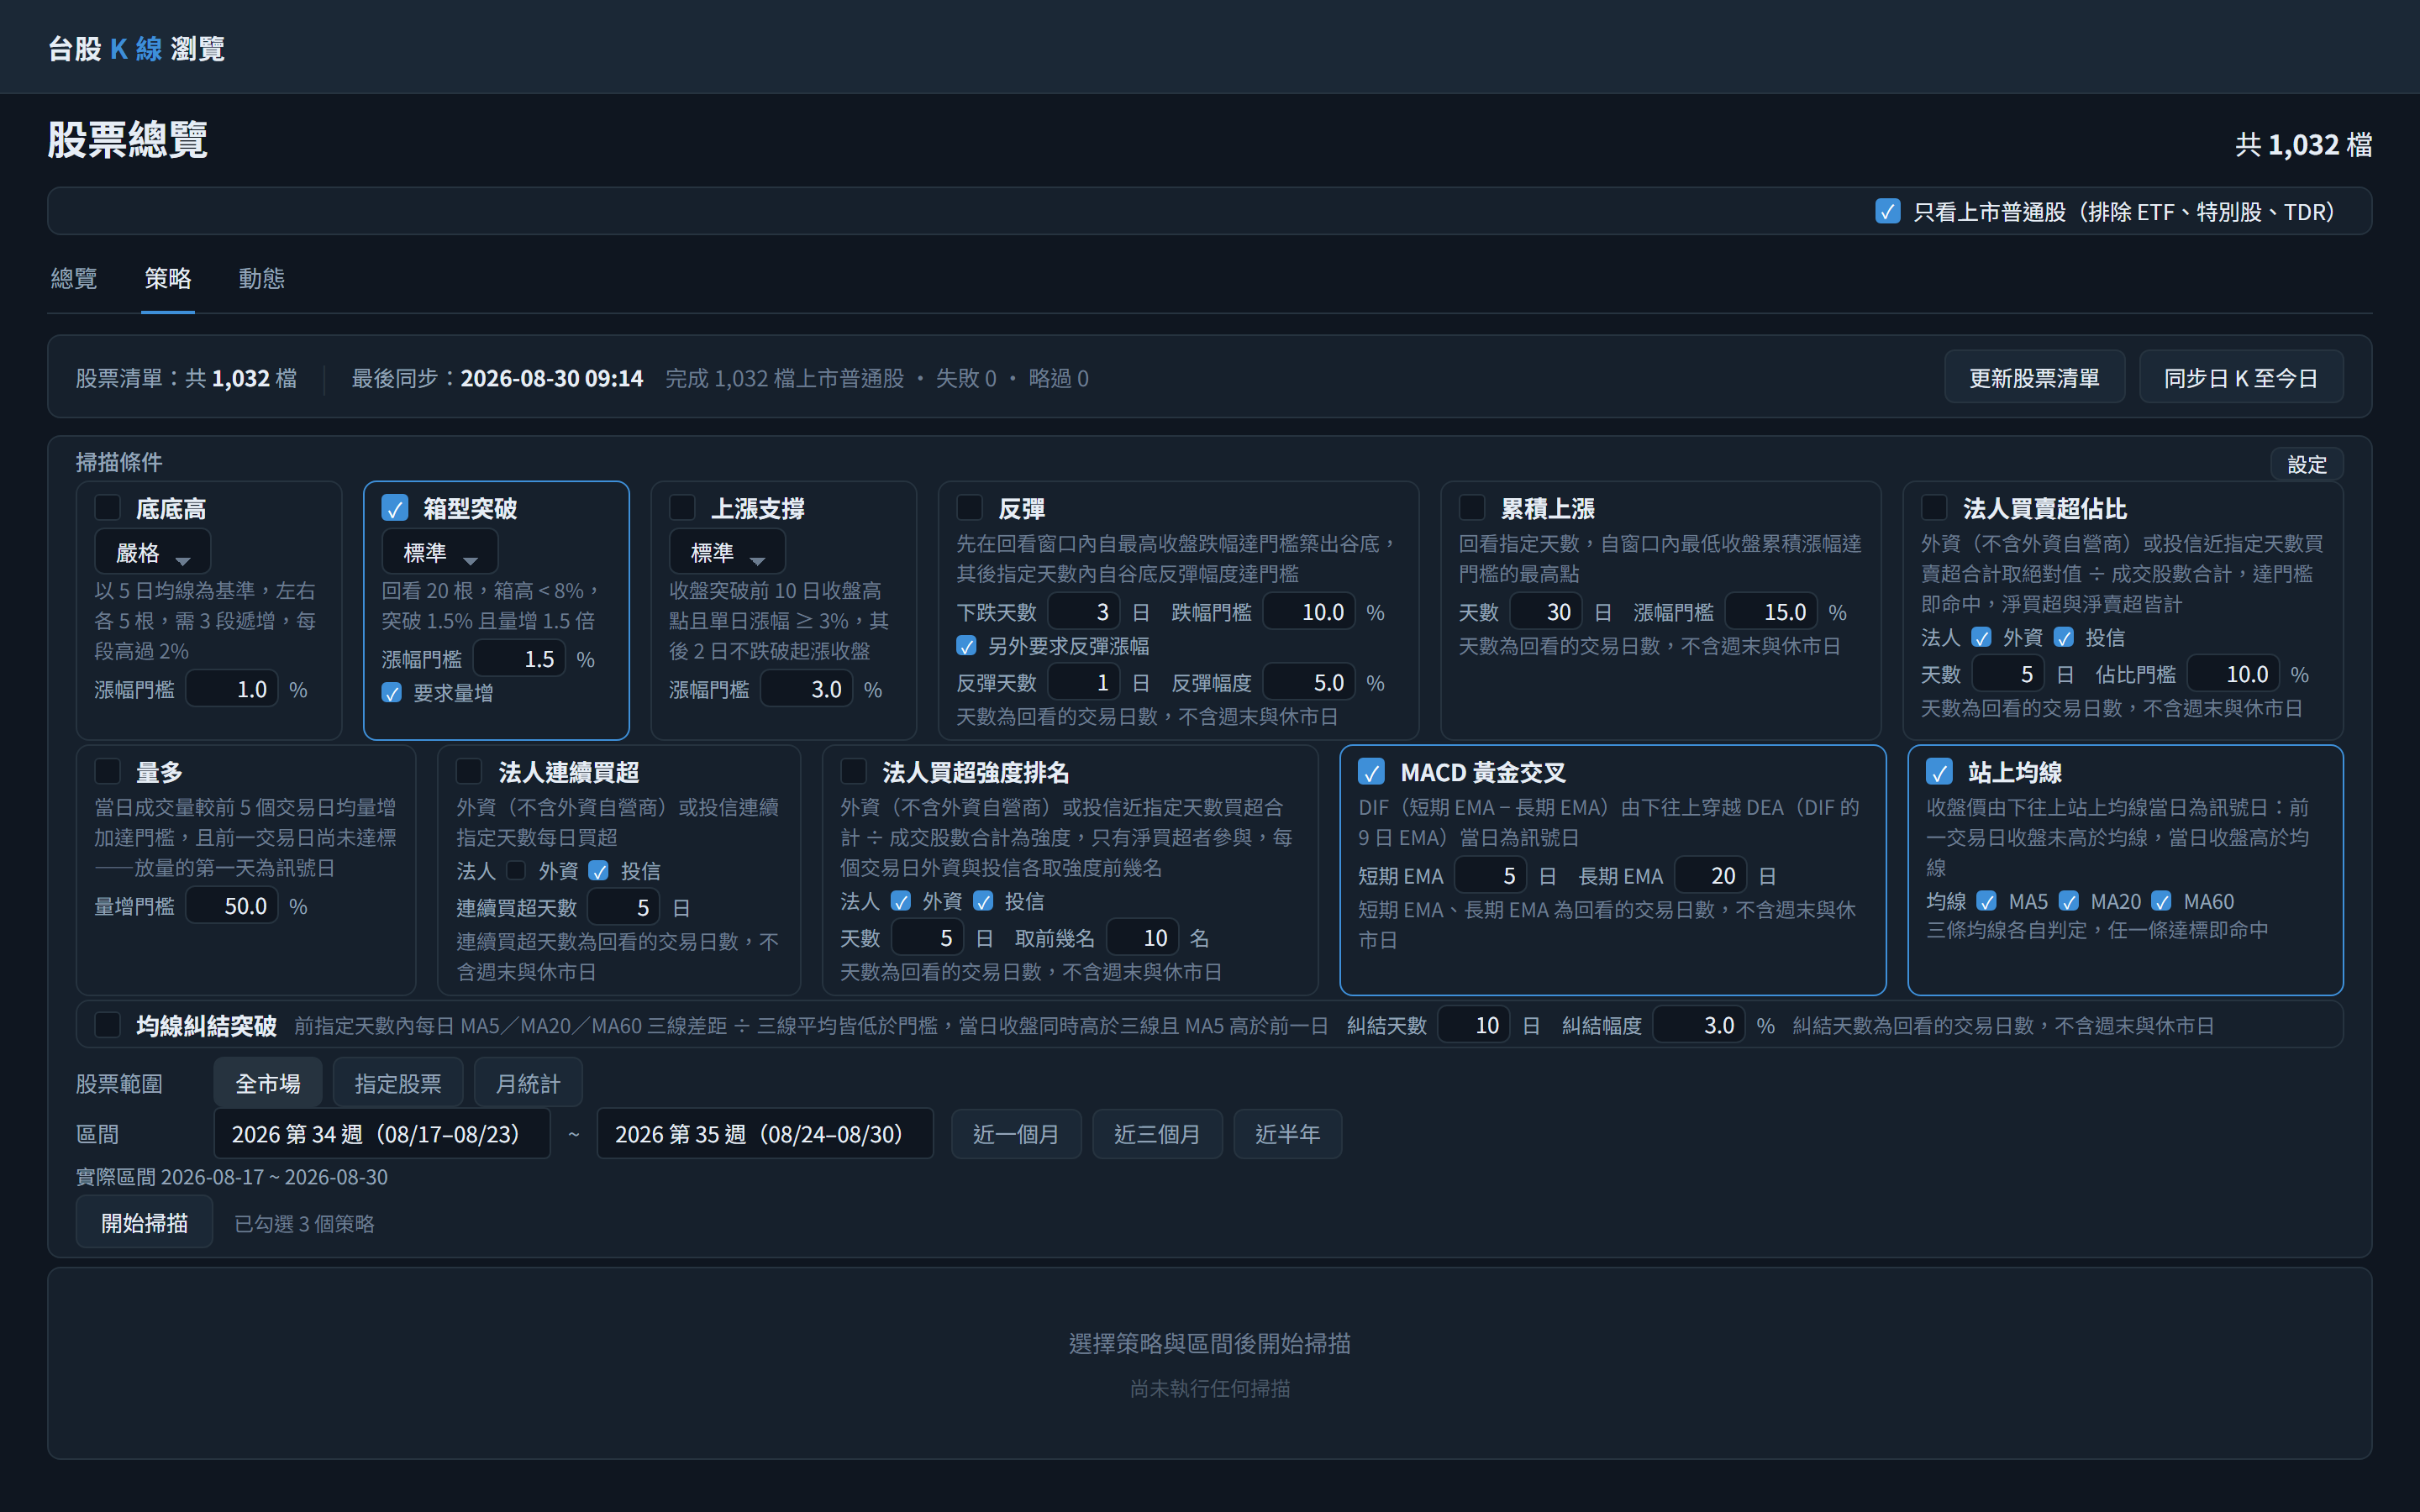 台股 K 線 瀏覽
股票總覽
共 1,032 檔
只看上市普通股（排除 ETF、特別股、TDR）
總覽 策略 動態
股票清單：共 1,032 檔 最後同步：2026-08-30 09:14 完成 1,032 檔上市普通股 · 失敗 0 · 略過 0 更新股票清單 同步日 K 至今日
掃描條件 設定
底底高
嚴格
以 5 日均線為基準，左右
各 5 根，需 3 段遞增，每
段高過 2%
漲幅門檻 1.0 %
箱型突破
標準
回看 20 根，箱高 < 8%，
突破 1.5% 且量增 1.5 倍
漲幅門檻 1.5 %
要求量增
上漲支撐
標準
收盤突破前 10 日收盤高
點且單日漲幅 ≥ 3%，其
後 2 日不跌破起漲收盤
漲幅門檻 3.0 %
反彈
先在回看窗口內自最高收盤跌幅達門檻築出谷底，
其後指定天數內自谷底反彈幅度達門檻
下跌天數 3 日 跌幅門檻 10.0 %
另外要求反彈漲幅
反彈天數 1 日 反彈幅度 5.0 %
天數為回看的交易日數，不含週末與休市日
累積上漲
回看指定天數，自窗口內最低收盤累積漲幅達
門檻的最高點
天數 30 日 漲幅門檻 15.0 %
天數為回看的交易日數，不含週末與休市日
法人買賣超佔比
外資（不含外資自營商）或投信近指定天數買
賣超合計取絕對值 ÷ 成交股數合計，達門檻
即命中，淨買超與淨賣超皆計
法人 外資 投信
天數 5 日 佔比門檻 10.0 %
天數為回看的交易日數，不含週末與休市日
量多
當日成交量較前 5 個交易日均量增
加達門檻，且前一交易日尚未達標
——放量的第一天為訊號日
量增門檻 50.0 %
法人連續買超
外資（不含外資自營商）或投信連續
指定天數每日買超
法人 外資 投信
連續買超天數 5 日
連續買超天數為回看的交易日數，不
含週末與休市日
法人買超強度排名
外資（不含外資自營商）或投信近指定天數買超合
計 ÷ 成交股數合計為強度，只有淨買超者參與，每
個交易日外資與投信各取強度前幾名
法人 外資 投信
天數 5 日 取前幾名 10 名
天數為回看的交易日數，不含週末與休市日
MACD 黃金交叉
DIF（短期 EMA − 長期 EMA）由下往上穿越 DEA（DIF 的
9 日 EMA）當日為訊號日
短期 EMA 5 日 長期 EMA 20 日
短期 EMA、長期 EMA 為回看的交易日數，不含週末與休
市日
站上均線
收盤價由下往上站上均線當日為訊號日：前
一交易日收盤未高於均線，當日收盤高於均
線
均線 MA5 MA20 MA60
三條均線各自判定，任一條達標即命中
均線糾結突破 前指定天數內每日 MA5／MA20／MA60 三線差距 ÷ 三線平均皆低於門檻，當日收盤同時高於三線且 MA5 高於前一日 糾結天數 10 日 糾結幅度 3.0 % 糾結天數為回看的交易日數，不含週末與休市日
股票範圍 全市場 指定股票 月統計
區間 2026 第 34 週（08/17–08/23） ~ 2026 第 35 週（08/24–08/30） 近一個月 近三個月 近半年
實際區間 2026-08-17 ~ 2026-08-30
開始掃描 已勾選 3 個策略
選擇策略與區間後開始掃描
尚未執行任何掃描